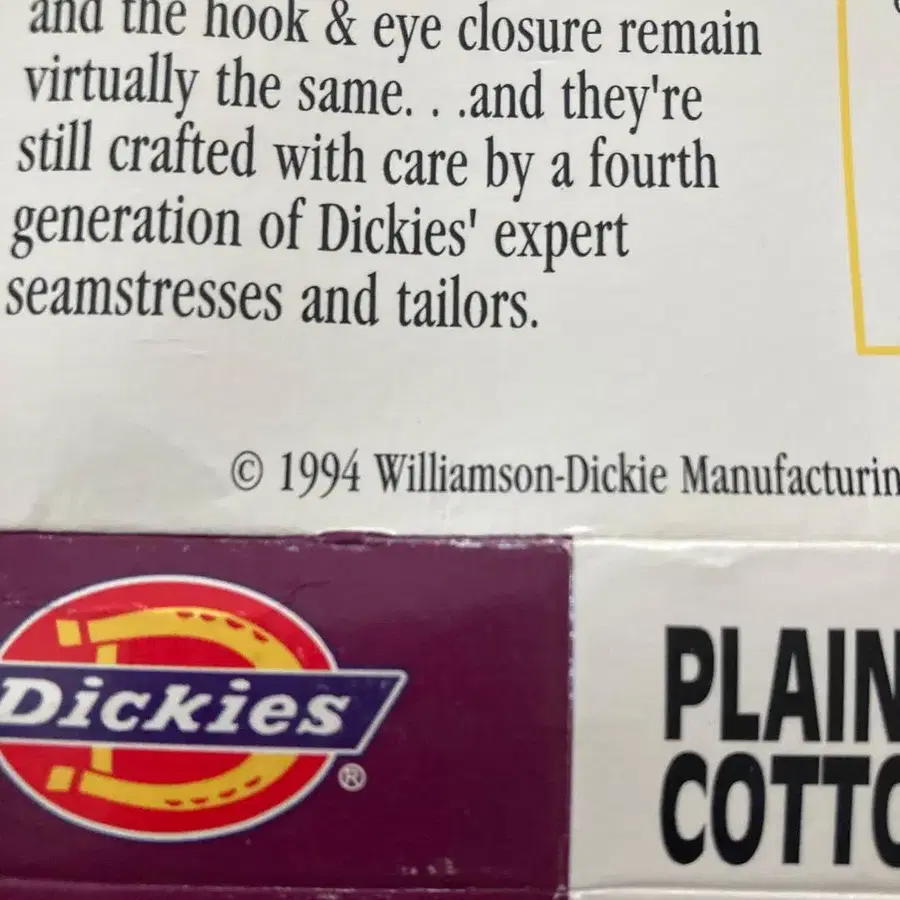 and the hook & eye closure remain
virtually the same. . .and they're
still crafted with care by a fourth
generation of Dickies' expert
seamstresses and tailors.
© 1994 Williamson-Dickie Manufacturin
Dickies
®
PLAIN
COTTO